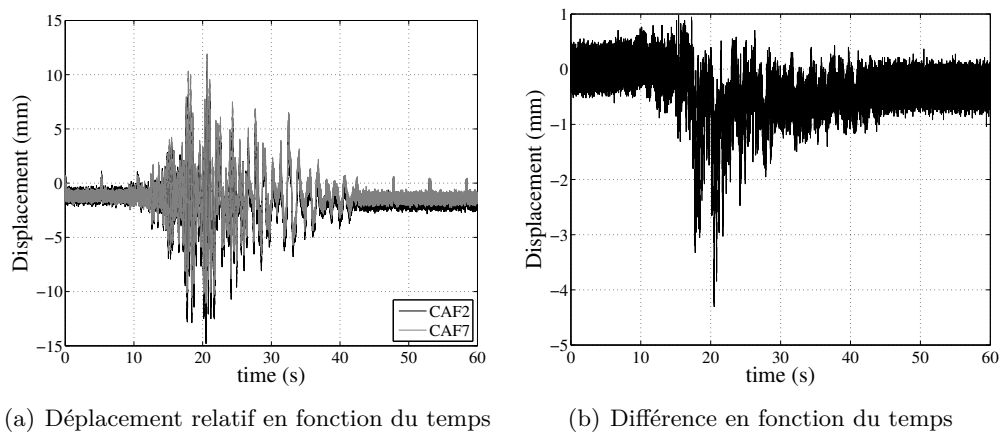 15
10
5
0
−5
−10
−15
Displacement (mm)
0 10 20 30 40 50 60
time (s)
CAF2
CAF7
(a) Déplacement relatif en fonction du temps
1
0
−1
−2
−3
−4
−5
Displacement (mm)
0 10 20 30 40 50 60
time (s)
(b) Différence en fonction du temps